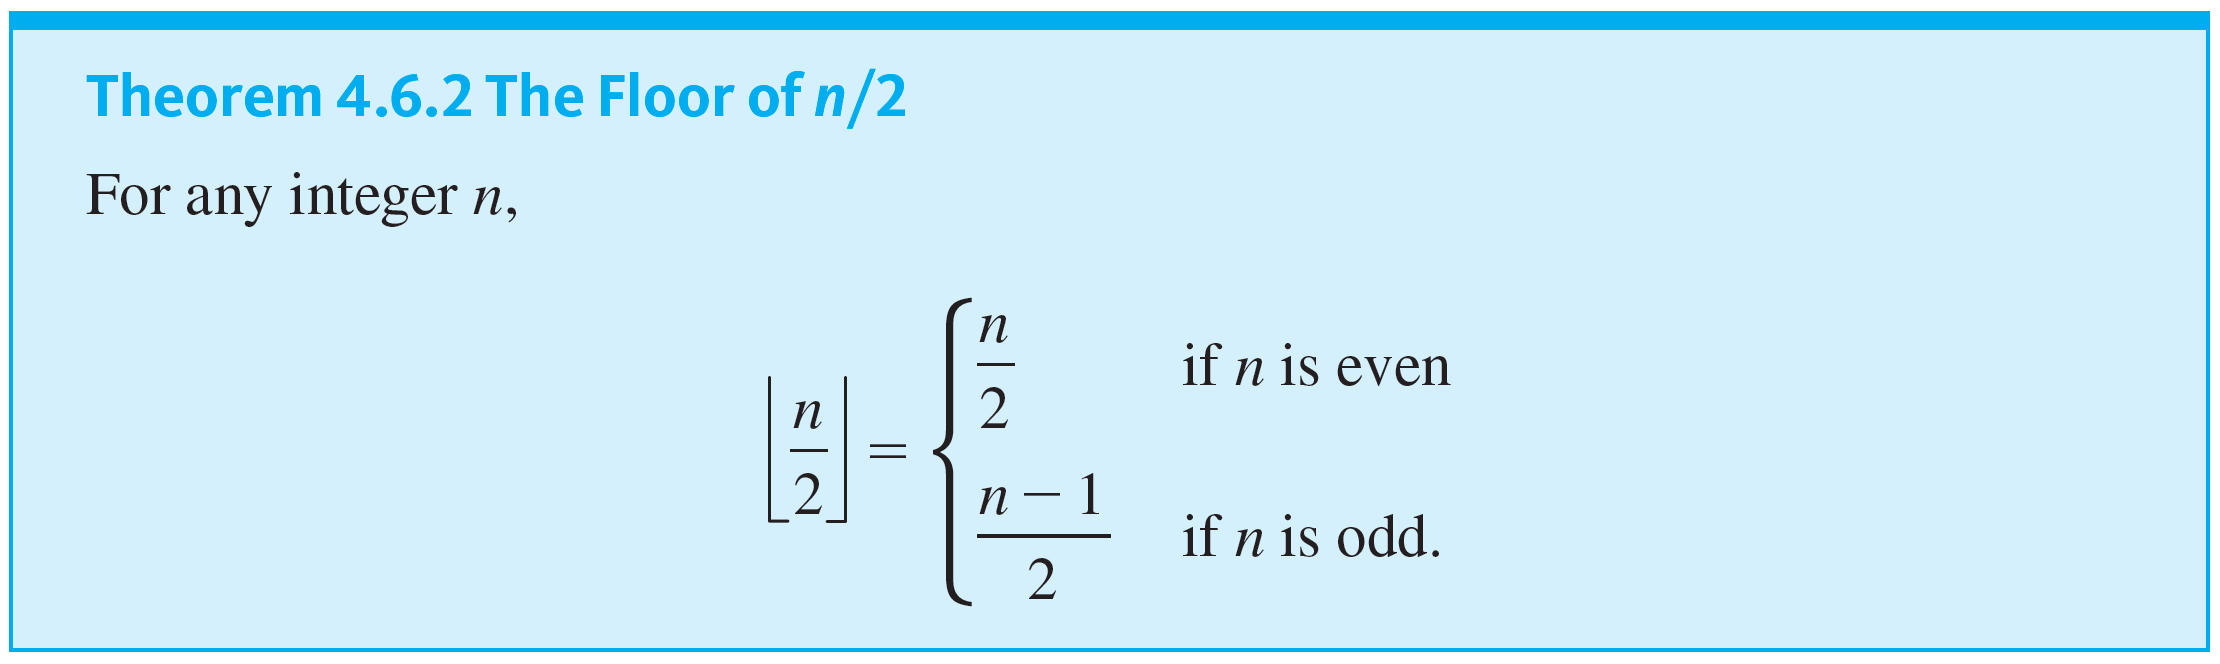 Theorem 4.6.2 The Floor of n/2
For any integer n,
⌊n/2⌋ = { n/2 if n is even
(n − 1)/2 if n is odd.